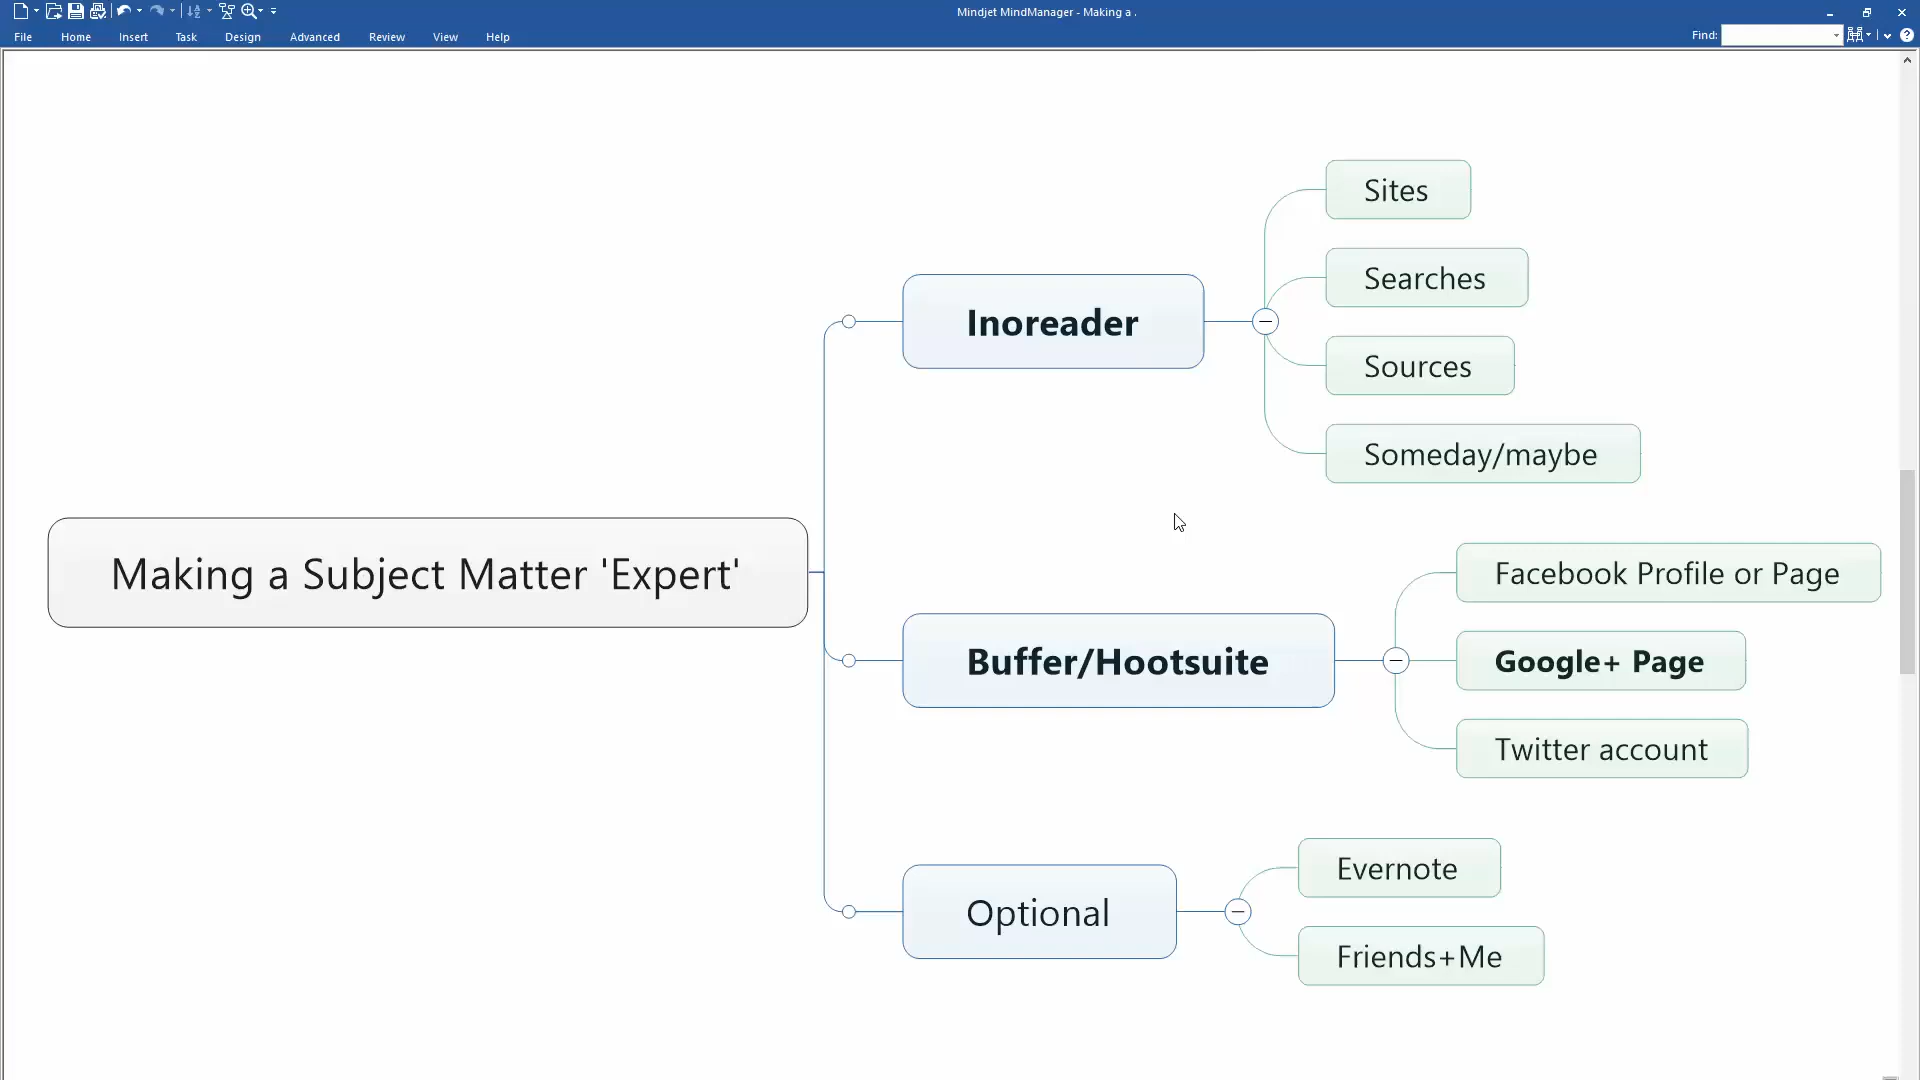 Mindjet MindManager - Making a .
File Home Insert Task Design Advanced Review View Help Find:
Sites
Searches
Inoreader
Sources
Someday/maybe
Making a Subject Matter 'Expert'
Facebook Profile or Page
Buffer/Hootsuite
Google+ Page
Twitter account
Evernote
Optional
Friends+Me